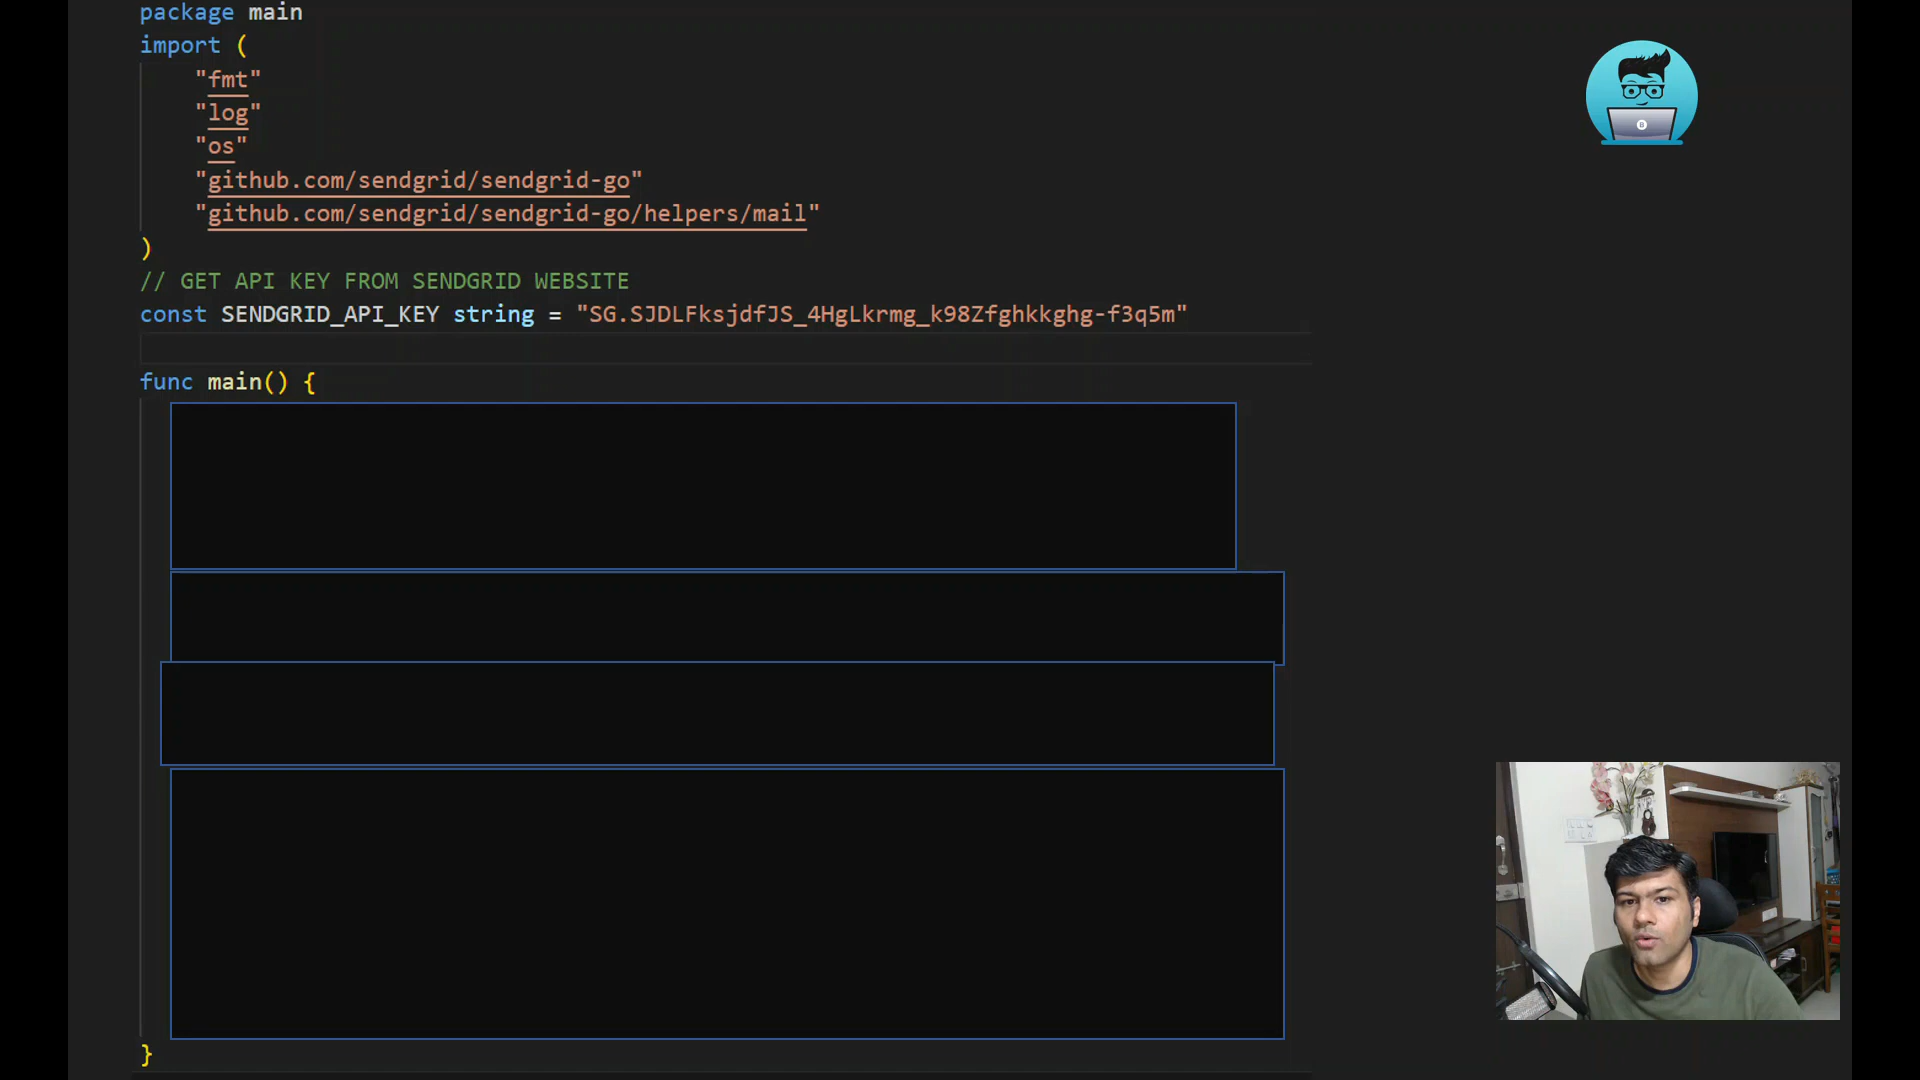 package main
import (
"fmt"
"log"
"os"
"github.com/sendgrid/sendgrid-go"
"github.com/sendgrid/sendgrid-go/helpers/mail"
)
// GET API KEY FROM SENDGRID WEBSITE
const SENDGRID_API_KEY string = "SG.SJDLFksjdfJS_4HgLkrmg_k98Zfghkkghg-f3q5m"
func main() {
}